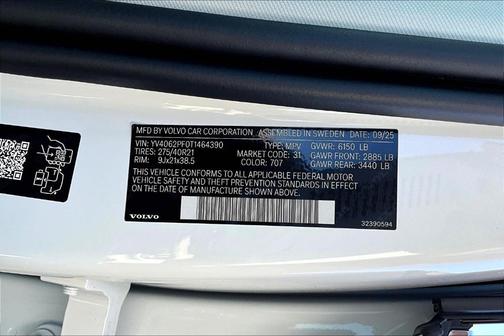 MFD BY VOLVO CAR CORPORATION, ASSEMBLED IN SWEDEN DATE: 09/25
VIN: YV4062PF0T1464390 TYPE: MPV GVWR: 6150 LB
TIRES: 275/40R21 MARKET CODE: 31 GAWR FRONT: 2885 LB
RIM: 9Jx21x38.5 COLOR: 707 GAWR REAR: 3440 LB
THIS VEHICLE CONFORMS TO ALL APPLICABLE FEDERAL MOTOR
VEHICLE SAFETY AND THEFT PREVENTION STANDARDS IN EFFECT
ON THE DATE OF MANUFACTURE SHOWN ABOVE.
VOLVO 32390594